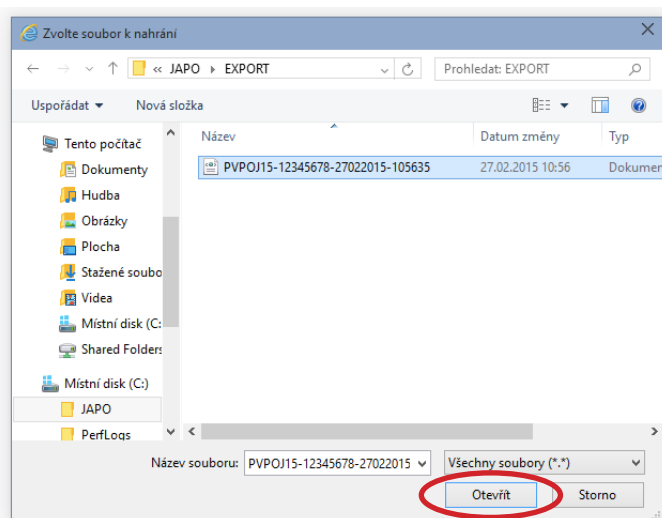 Zvolte soubor k nahrání
« JAPO EXPORT
Prohledat: EXPORT
Uspořádat
Nová složka
Tento počítač
Dokumenty
Hudba
Obrázky
Plocha
Stažené soubo
Videa
Místní disk (C:
Shared Folders
Místní disk (C:)
JAPO
PerfLogs
Název
Datum změny
Typ
PVPOJ15-12345678-27022015-105635
27.02.2015 10:56
Dokumen
Název souboru:
PVPOJ15-12345678-27022015
Všechny soubory (*.*)
Otevřít
Storno